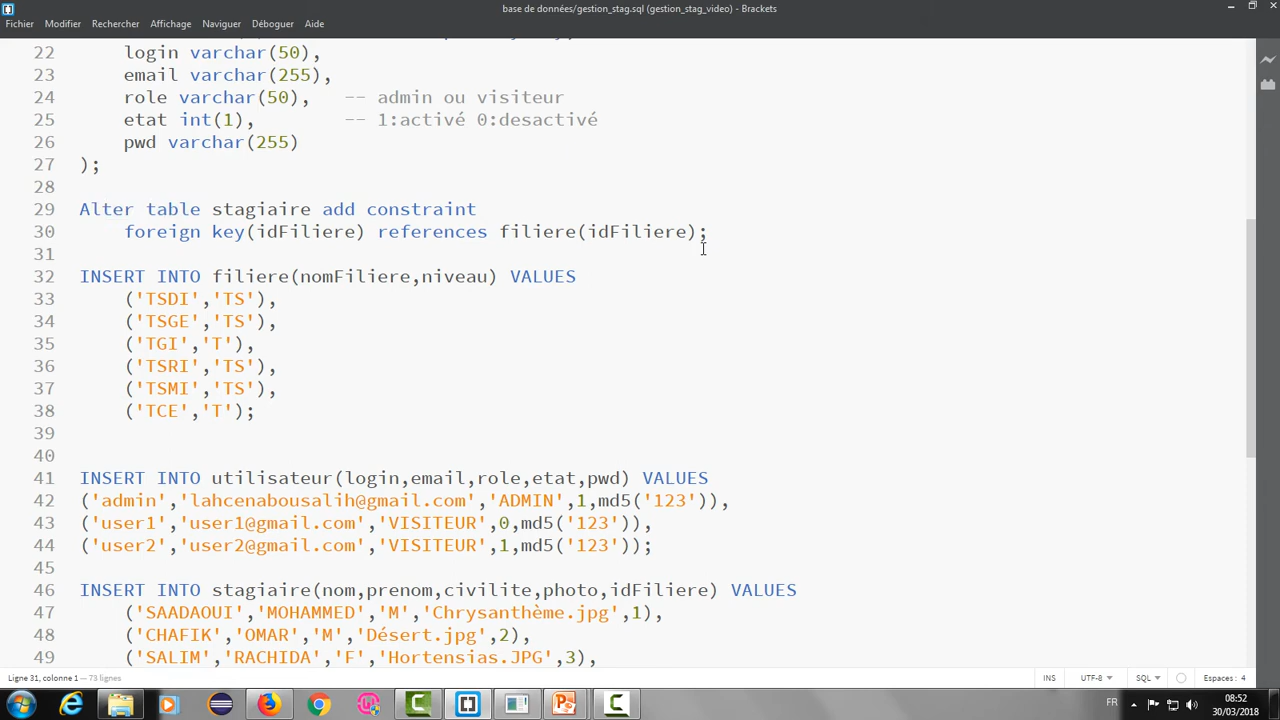 base de données/gestion_stag.sql (gestion_stag_video) - Brackets
Fichier Modifier Rechercher Affichage Naviguer Déboguer Aide
22 login varchar(50),
23 email varchar(255),
24 role varchar(50), -- admin ou visiteur
25 etat int(1), -- 1:activé 0:desactivé
26 pwd varchar(255)
27 );
28
29 Alter table stagiaire add constraint
30 foreign key(idFiliere) references filiere(idFiliere);
31
32 INSERT INTO filiere(nomFiliere,niveau) VALUES
33 ('TSDI','TS'),
34 ('TSGE','TS'),
35 ('TGI','T'),
36 ('TSRI','TS'),
37 ('TSMI','TS'),
38 ('TCE','T');
39
40
41 INSERT INTO utilisateur(login,email,role,etat,pwd) VALUES
42 ('admin','lahcenabousalih@gmail.com','ADMIN',1,md5('123')),
43 ('user1','user1@gmail.com','VISITEUR',0,md5('123')),
44 ('user2','user2@gmail.com','VISITEUR',1,md5('123'));
45
46 INSERT INTO stagiaire(nom,prenom,civilite,photo,idFiliere) VALUES
47 ('SAADAOUI','MOHAMMED','M','Chrysanthème.jpg',1),
48 ('CHAFIK','OMAR','M','Désert.jpg',2),
49 ('SALIM','RACHIDA','F','Hortensias.JPG',3),
Ligne 31, colonne 1 — 73 lignes INS UTF-8 SQL Espaces : 4
FR 08:52
30/03/2018